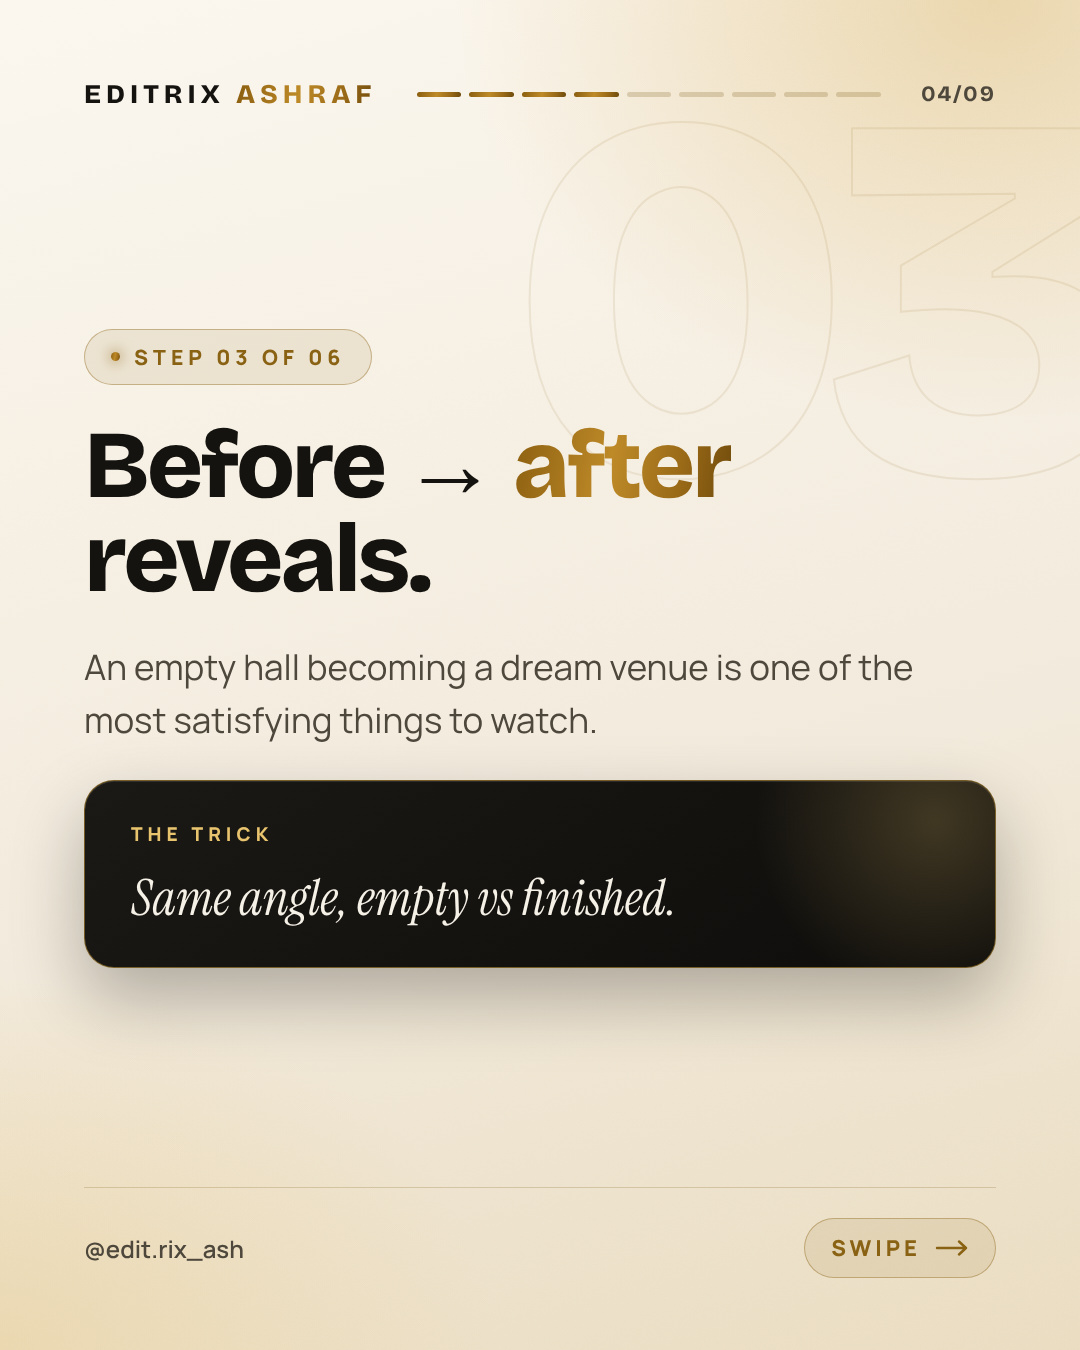 EDITRIX ASHRAF
04/09
03
STEP 03 OF 06
Before → after
reveals.
An empty hall becoming a dream venue is one of the
most satisfying things to watch.
THE TRICK
Same angle, empty vs finished.
@edit.rix_ash
SWIPE →